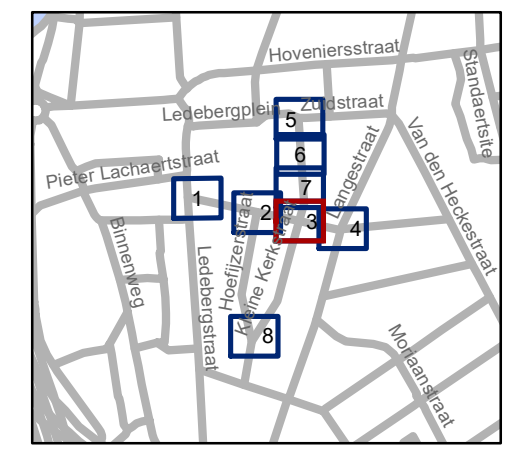 Hoveniersstraat
Standaertsite
Ledebergplein
Zuidstraat
5
Van den Heckestraat
Langestraat
6
Pieter Lachaertstraat
7
1
2
3
4
Binnenweg
Hoefijzerstraat
Kleine Kerkstraat
Ledebergstraat
8
Moriaanstraat